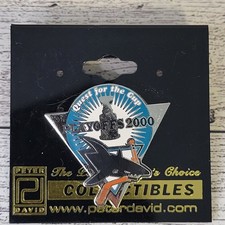 Quest for the Cup
PLAYOFFS 2000
The P 's Choice
PETER
DAVID
COLLECTIBLES
www.peterdavid.com